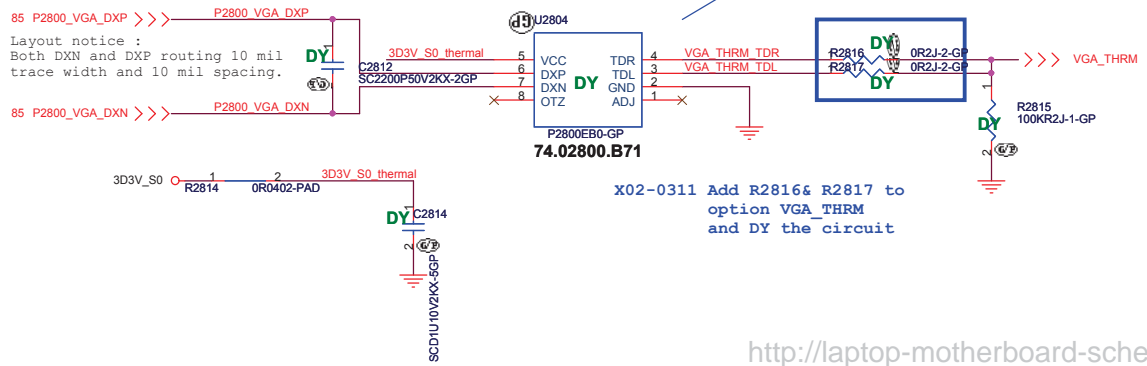 85 P2800_VGA_DXP
P2800_VGA_DXP
Layout notice :
Both DXN and DXP routing 10 mil
trace width and 10 mil spacing.
DY
C2812
SC2200P50V2KX-2GP
85 P2800_VGA_DXN
P2800_VGA_DXN
U2804
3D3V_S0_thermal
5 VCC TDR 4
6 DXP TDL 3
7 DXN GND 2
8 OTZ ADJ 1
DY
P2800EB0-GP
74.02800.B71
VGA_THRM_TDR
VGA_THRM_TDL
R2816 DY 0R2J-2-GP
R2817 DY 0R2J-2-GP
VGA_THRM
1
R2815
100KR2J-1-GP
DY
2 G/P
3D3V_S0
1
2
3D3V_S0_thermal
R2814
0R0402-PAD
1
DY
C2814
2 G/P
SCD1U10V2KX-5GP
X02-0311 Add R2816& R2817 to
option VGA_THRM
and DY the circuit
http://laptop-motherboard-sche